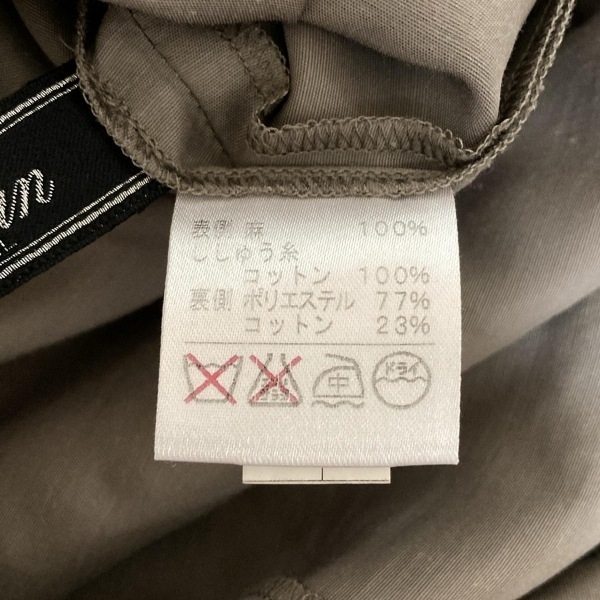 表側 麻 100%
ししゅう糸
コットン 100%
裏側 ポリエステル 77%
コットン 23%
中 ドライ